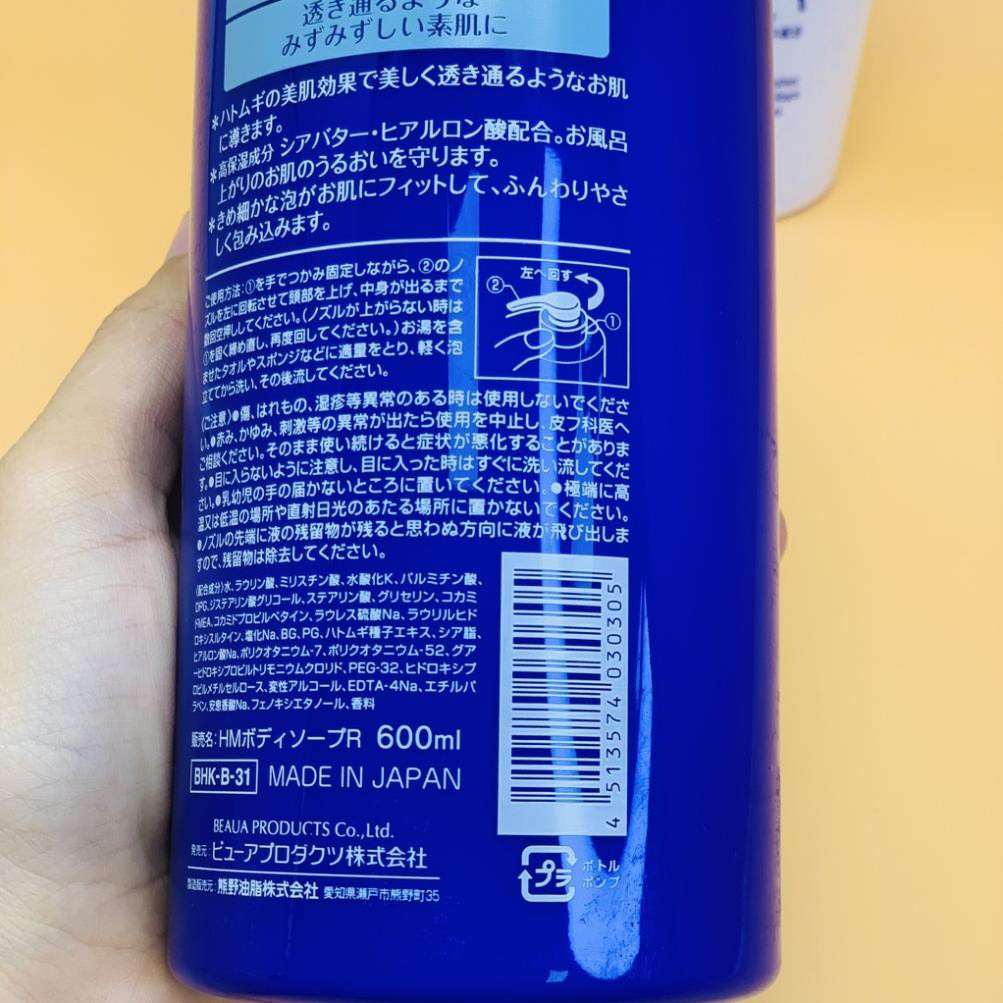 透き通るような
みずみずしい素肌に
*ハトムギの美肌効果で美しく透き通るようなお肌
に導きます。
*高保湿成分 シアバター・ヒアルロン酸配合。お風呂
上がりのお肌のうるおいを守ります。
*きめ細かな泡がお肌にフィットして、ふんわりやさ
しく包み込みます。
ご使用方法:①を手でつかみ固定しながら、②のノ
ズルを左に回転させて頭部を上げ、中身が出るまで
数回空押ししてください。(ノズルが上がらない時は
①を固く締め直し、再度回してください。)お湯を含
ませたタオルやスポンジなどに適量をとり、軽く泡
立ててから洗い、その後流してください。
左へ回す
②
①
〈ご注意〉●傷、はれもの、湿疹等異常のある時は使用しないでくださ
い。●赤み、かゆみ、刺激等の異常が出たら使用を中止し、皮フ科医へ
ご相談ください。そのまま使い続けると症状が悪化することがありま
す。●目に入らないように注意し、目に入った時はすぐに洗い流してくだ
さい。●乳幼児の手の届かないところに置いてください。●極端に高
温又は低温の場所や直射日光のあたる場所に置かないでください。
●ノズルの先端に液の残留物が残ると思わぬ方向に液が飛び出しま
すので、残留物は除去してください。
〈配合成分〉水、ラウリン酸、ミリスチン酸、水酸化K、パルミチン酸、
DPG、ジステアリン酸グリコール、ステアリン酸、グリセリン、コカミ
ドMEA、コカミドプロピルベタイン、ラウレス硫酸Na、ラウリルヒド
ロキシスルタイン、塩化Na、BG、PG、ハトムギ種子エキス、シア脂、
ヒアルロン酸Na、ポリクオタニウム-7、ポリクオタニウム-52、グア
ーヒドロキシプロピルトリモニウムクロリド、PEG-32、ヒドロキシプ
ロピルメチルセルロース、変性アルコール、EDTA-4Na、エチルパ
ラベン、安息香酸Na、フェノキシエタノール、香料
販売名:HMボディソープR 600ml
BHK-B-31 MADE IN JAPAN
BEAUA PRODUCTS Co.,Ltd.
発売元:ビューアプロダクツ株式会社
製造販売元:熊野油脂株式会社 愛知県瀬戸市熊野町35
4 513574 030305
プラ
ボトル
ポンプ